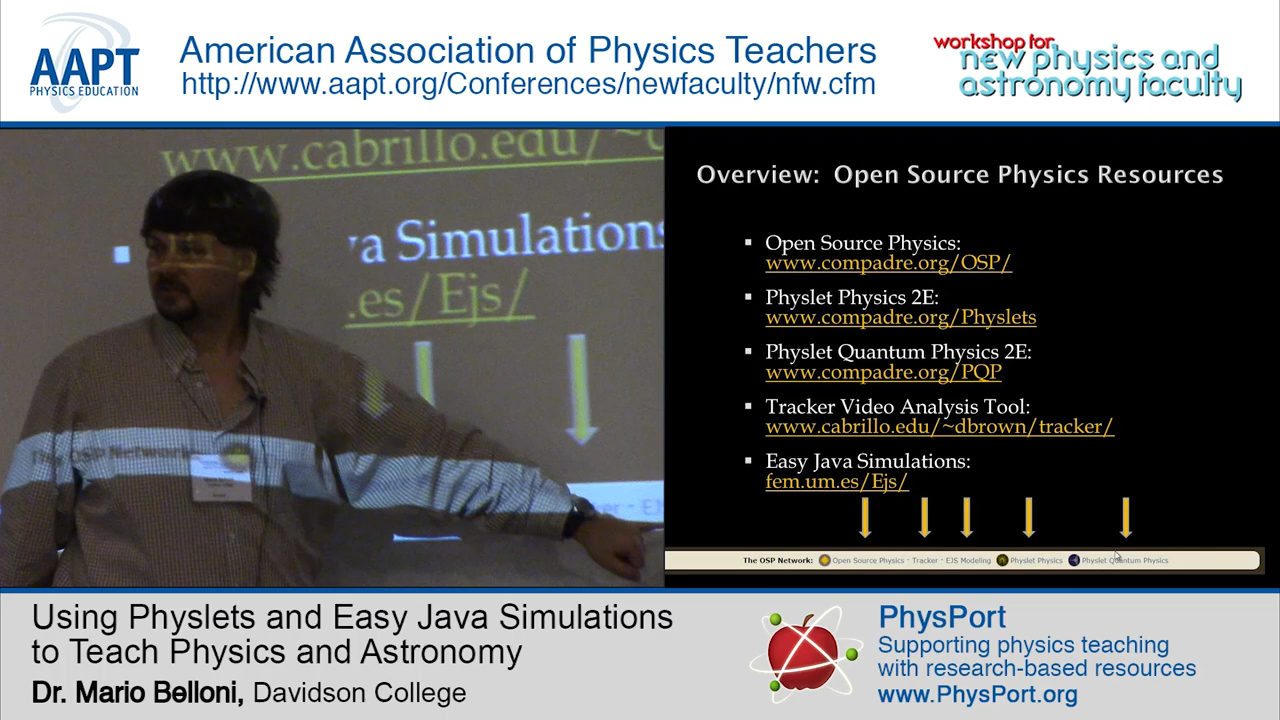 AAPT
PHYSICS EDUCATION
American Association of Physics Teachers
http://www.aapt.org/Conferences/newfaculty/nfw.cfm
workshop for
new physics and
astronomy faculty
www.cabrillo.edu/~d
va Simulations
.es/Ejs/
The OSP Network
Overview: Open Source Physics Resources
▪ Open Source Physics:
www.compadre.org/OSP/
▪ Physlet Physics 2E:
www.compadre.org/Physlets
▪ Physlet Quantum Physics 2E:
www.compadre.org/PQP
▪ Tracker Video Analysis Tool:
www.cabrillo.edu/~dbrown/tracker/
▪ Easy Java Simulations:
fem.um.es/Ejs/
The OSP Network: Open Source Physics - Tracker - EJS Modeling Physlet Physics Physlet Quantum Physics
Using Physlets and Easy Java Simulations
to Teach Physics and Astronomy
Dr. Mario Belloni, Davidson College
PhysPort
Supporting physics teaching
with research-based resources
www.PhysPort.org